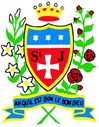 S J
AH QU'IL EST BON LE BON DIEU